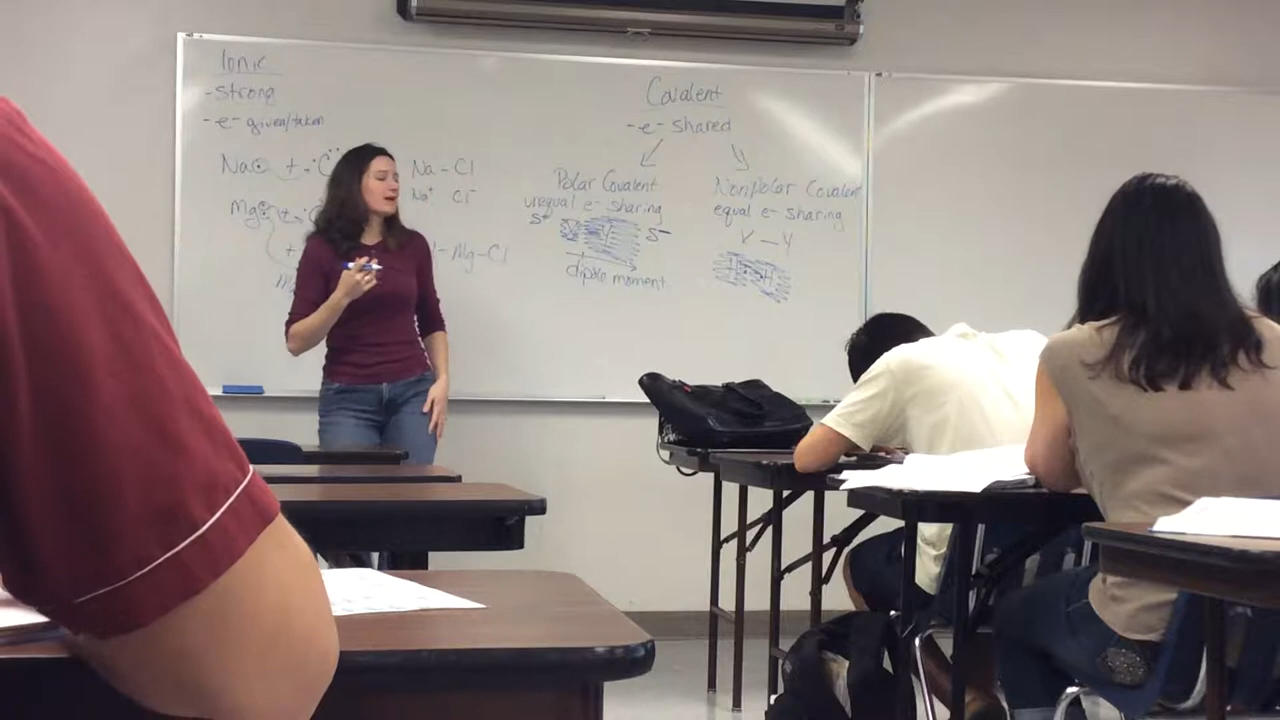 Ionic
-strong
-e- given/taken
Na + C
Na-Cl
Na+ Cl-
Mg +
+
-Mg-Cl
M
Covalent
-e- shared
Polar Covalent
unequal e- sharing
S+ S-
dipole moment
Nonpolar Covalent
equal e- sharing
Y-Y
H H